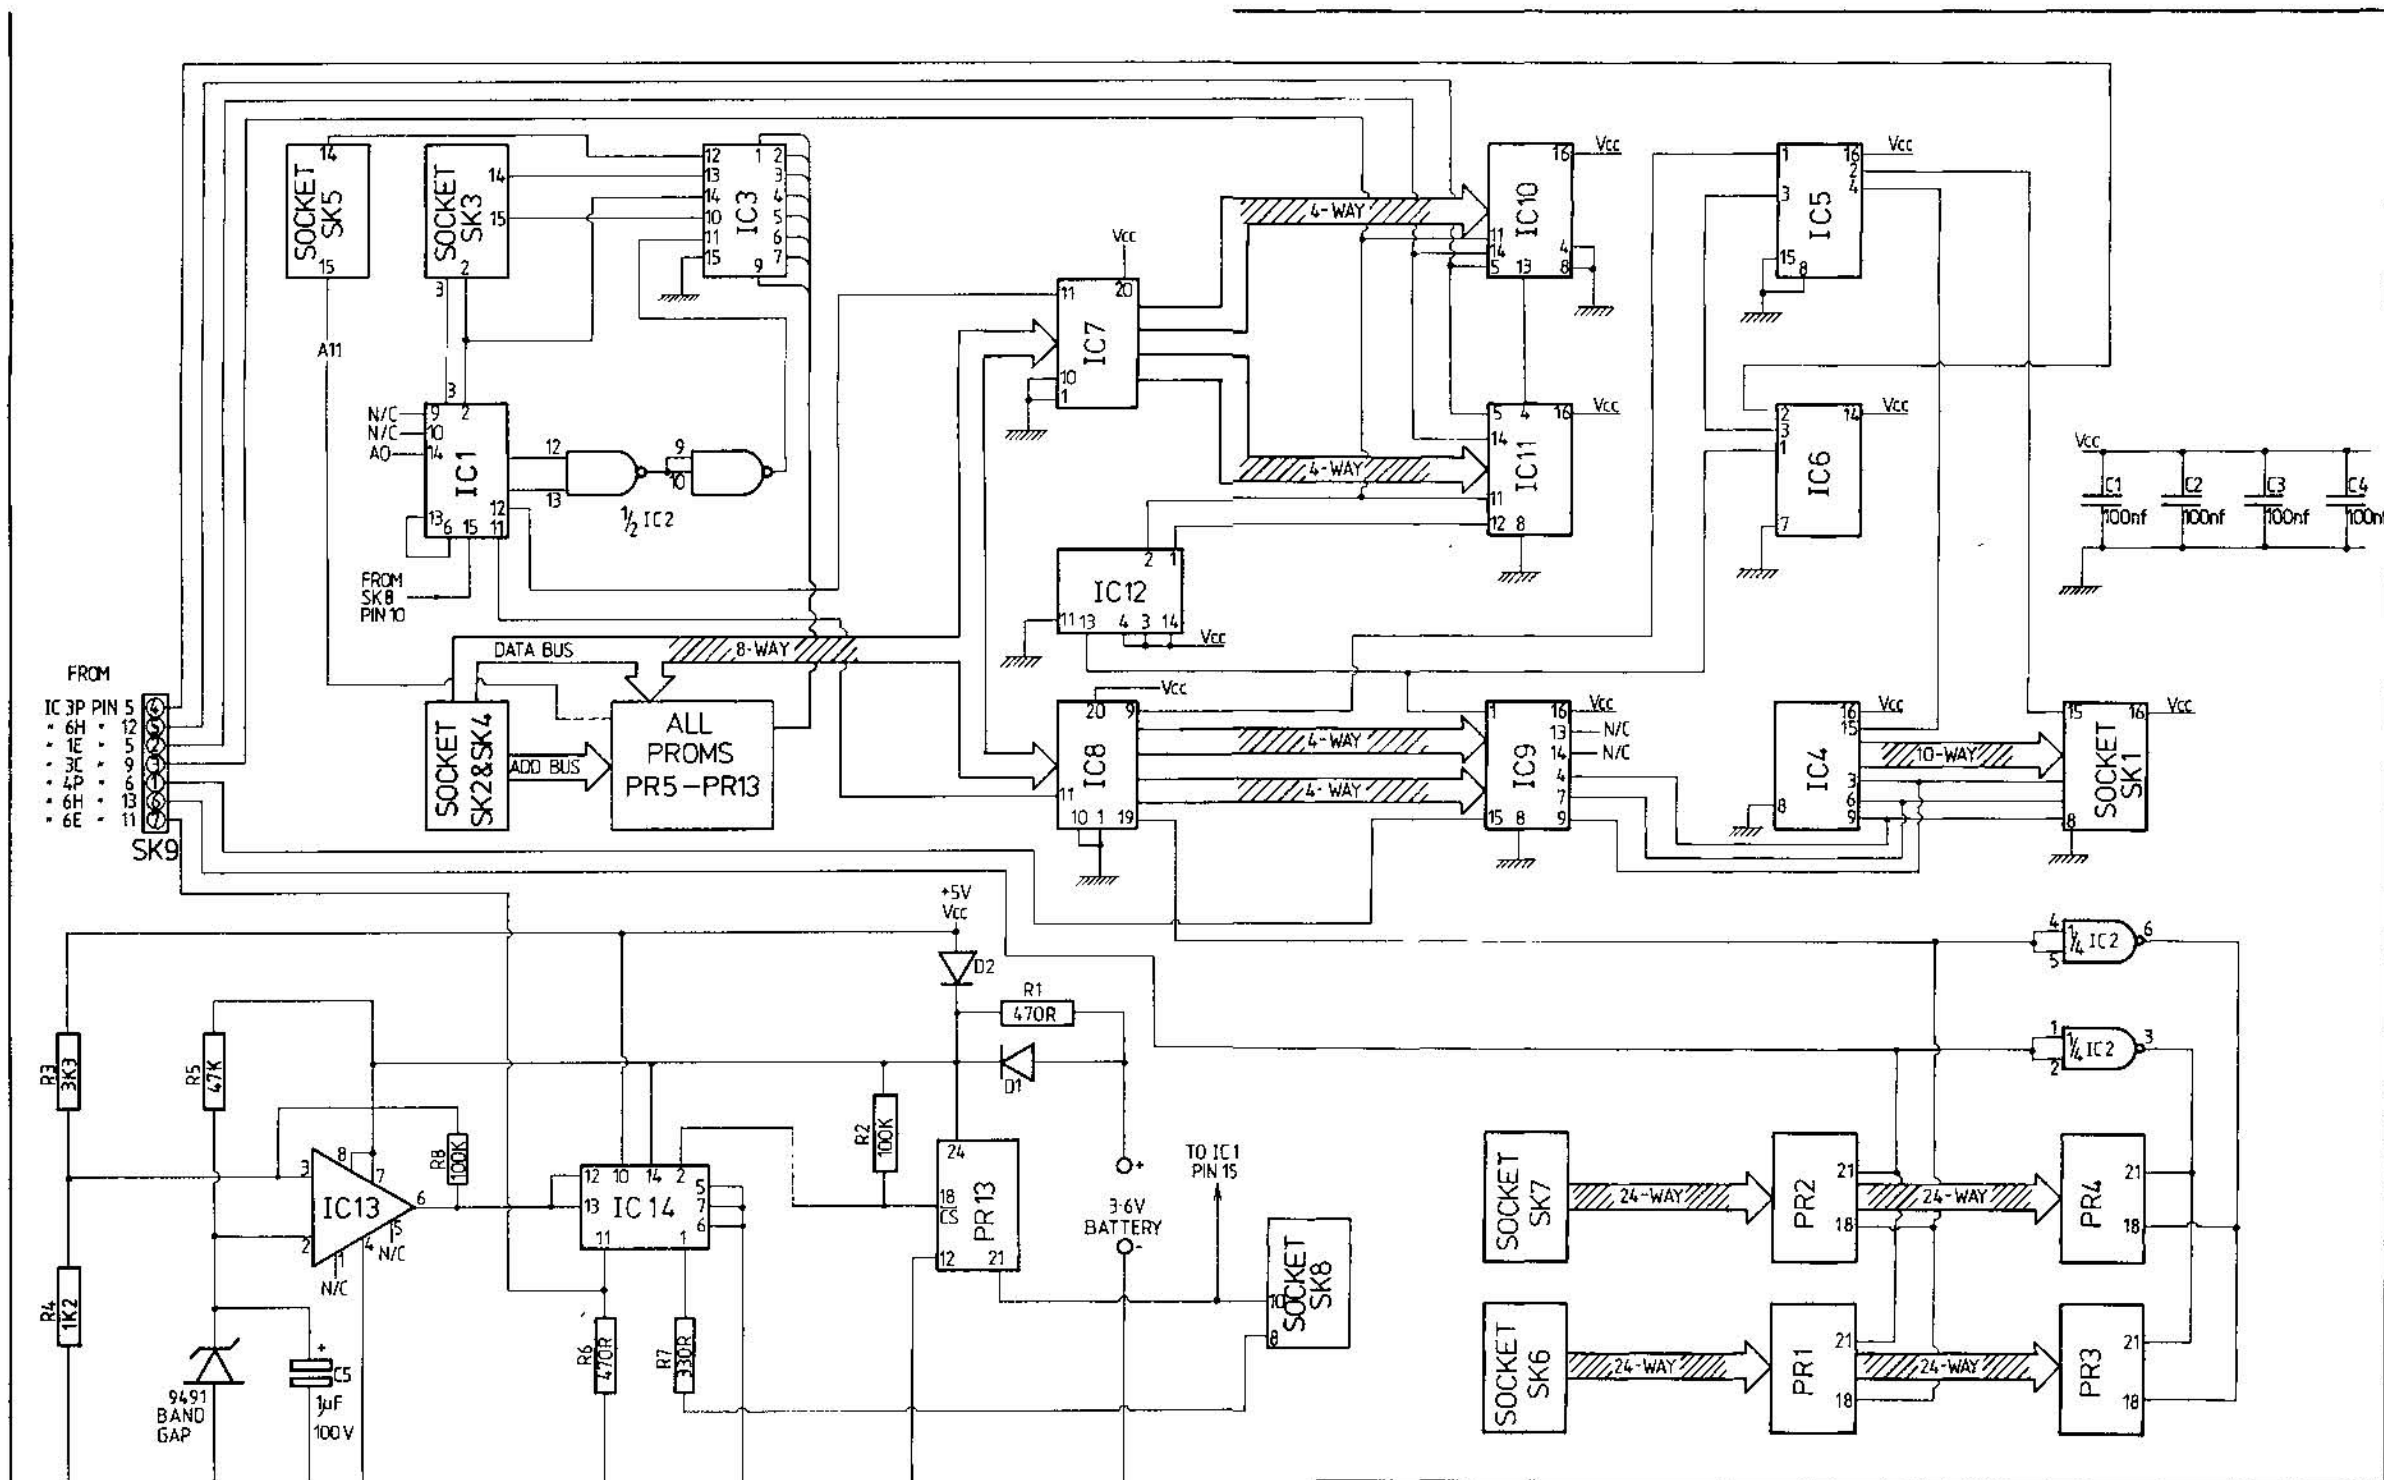 14
SOCKET
SK5
15
A11
SOCKET
SK3
14
15
3
2
12
13
14
10
11
15
1
2
3
4
5
6
7
9
IC3
N/C
N/C
A0
3
2
9
10
14
IC1
12
13
13
6
15
12
11
9
10
½ IC2
FROM
SK8
PIN 10
Vcc
11
20
IC7
10
1
4-WAY
4-WAY
IC10
16
Vcc
11
14
5
13
4
8
5
4
16
Vcc
14
IC11
11
12
8
2
1
IC12
11
13
4
3
14
Vcc
1
16
Vcc
2
4
3
IC5
15
8
2
14
Vcc
3
1
IC6
7
Vcc
C1
100nf
C2
100nf
C3
100nf
C4
100nf
FROM
IC 3P PIN 5 4
" 6H " 12 5
" 1E " 5 2
" 3E " 9 3
" 4P " 6 1
" 6H " 13 6
" 6E " 11 7
SK9
DATA BUS
8-WAY
SOCKET
SK2&SK4
ADD BUS
ALL
PROMS
PR5-PR13
Vcc
20
9
IC8
11
10
1
19
4-WAY
4-WAY
1
16
Vcc
13
N/C
14
N/C
IC9
4
7
15
8
9
16
Vcc
15
IC4
3
6
8
9
10-WAY
15
16
Vcc
SOCKET
SK1
8
+5V
Vcc
D2
R1
470R
D1
R3
3K3
R5
47K
R4
1K2
R8
100K
R2
100K
3
8
7
IC13
6
5
N/C
2
4
1
N/C
9491
BAND
GAP
+
C5
1µF
100V
12
10
14
2
5
13
IC14
7
6
11
1
R6
470R
R7
330R
24
18
CS
PR13
12
21
+
3·6V
BATTERY
-
TO IC1
PIN 15
10
SOCKET
SK8
8
4
5
¼ IC2
6
1
2
¼ IC2
3
SOCKET
SK7
24-WAY
21
PR2
18
24-WAY
21
PR4
18
SOCKET
SK6
24-WAY
21
PR1
18
24-WAY
21
PR3
18